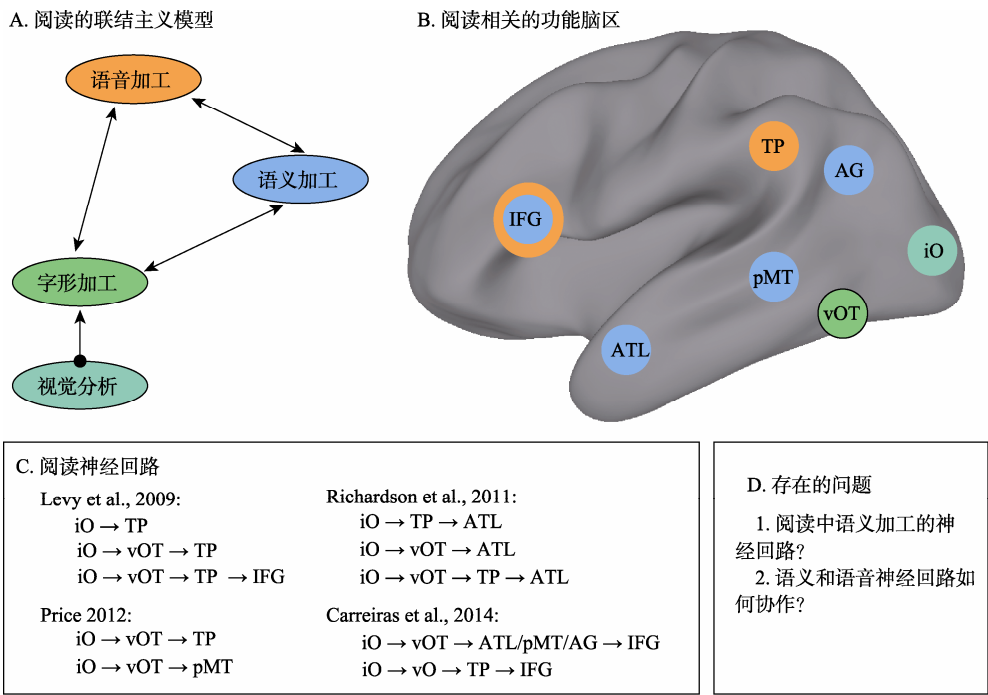 A. 阅读的联结主义模型
语音加工
语义加工
字形加工
视觉分析
B. 阅读相关的功能脑区
TP
AG
IFG
iO
pMT
vOT
ATL
C. 阅读神经回路
Levy et al., 2009:
iO → TP
iO → vOT → TP
iO → vOT → TP → IFG
Price 2012:
iO → vOT → TP
iO → vOT → pMT
Richardson et al., 2011:
iO → TP → ATL
iO → vOT → ATL
iO → vOT → TP → ATL
Carreiras et al., 2014:
iO → vOT → ATL/pMT/AG → IFG
iO → vO → TP → IFG
D. 存在的问题
1. 阅读中语义加工的神
经回路?
2. 语义和语音神经回路如
何协作?